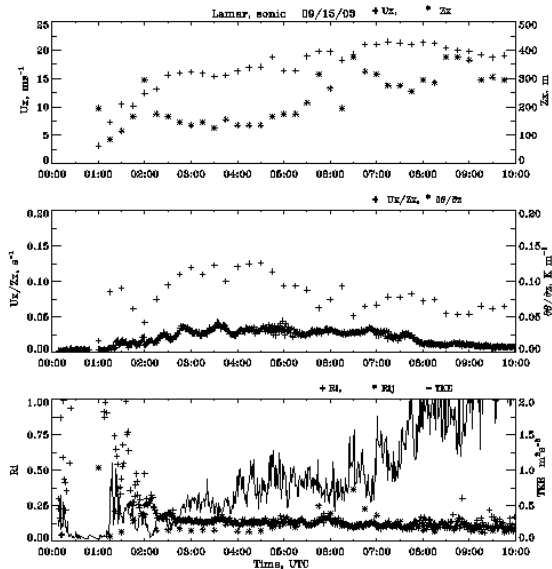 Lamar, sonic 09/15/03 + Ux, * Zx
25 20 15 10 5 0
Ux, ms⁻¹
500 400 300 200 100 0
Zx, m
00:00 01:00 02:00 03:00 04:00 05:00 06:00 07:00 08:00 09:00 10:00
+ Ux/Zx, * ∂θ/∂z
0.20 0.15 0.10 0.05 0.00
Ux/Zx, s⁻¹
0.20 0.15 0.10 0.05 0.00
∂θ/∂z, K m⁻¹
00:00 01:00 02:00 03:00 04:00 05:00 06:00 07:00 08:00 09:00 10:00
+ Ri, * Rij — TKE
1.00 0.75 0.50 0.25 0.00
Ri
2.0 1.5 1.0 0.5 0.0
TKE
00:00 01:00 02:00 03:00 04:00 05:00 06:00 07:00 08:00 09:00 10:00
Time, UTC